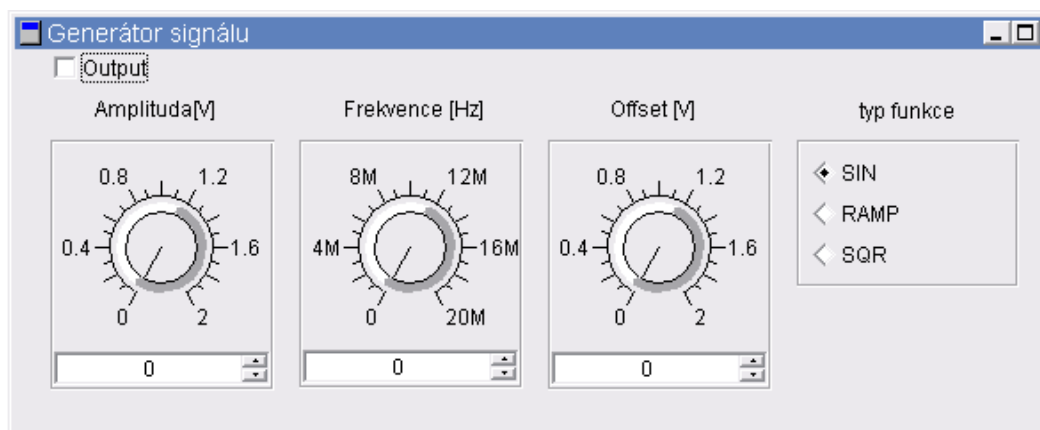 Generátor signálu
Output
Amplituda[V] Frekvence [Hz] Offset [V] typ funkce
0.8 1.2 8M 12M 0.8 1.2 SIN
RAMP
0.4 1.6 4M 16M 0.4 1.6 SQR
0 2 0 20M 0 2
0 0 0